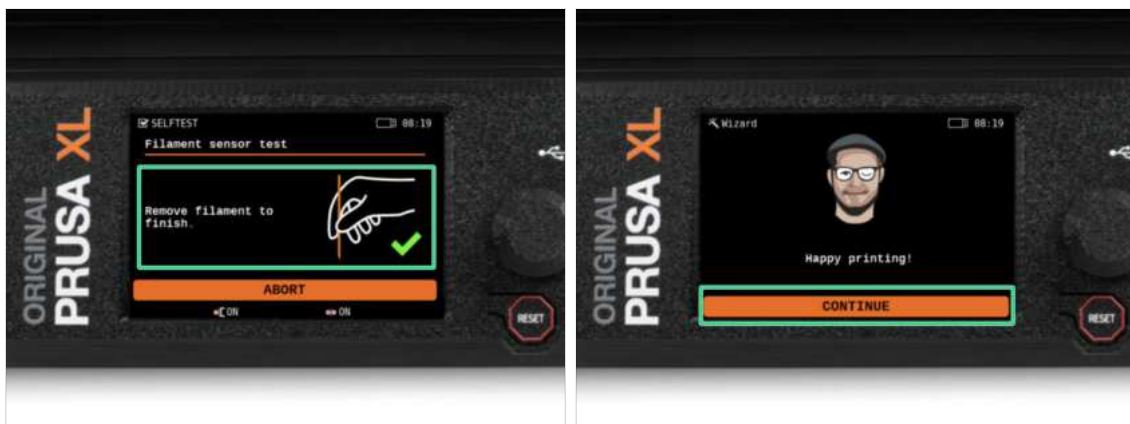 ORIGINAL
PRUSA XL
SELFTEST
08:19
Filament sensor test
Remove filament to
finish.
ABORT
ON
ON
RESET
ORIGINAL
PRUSA XL
Wizard
08:19
Happy printing!
CONTINUE
RESET